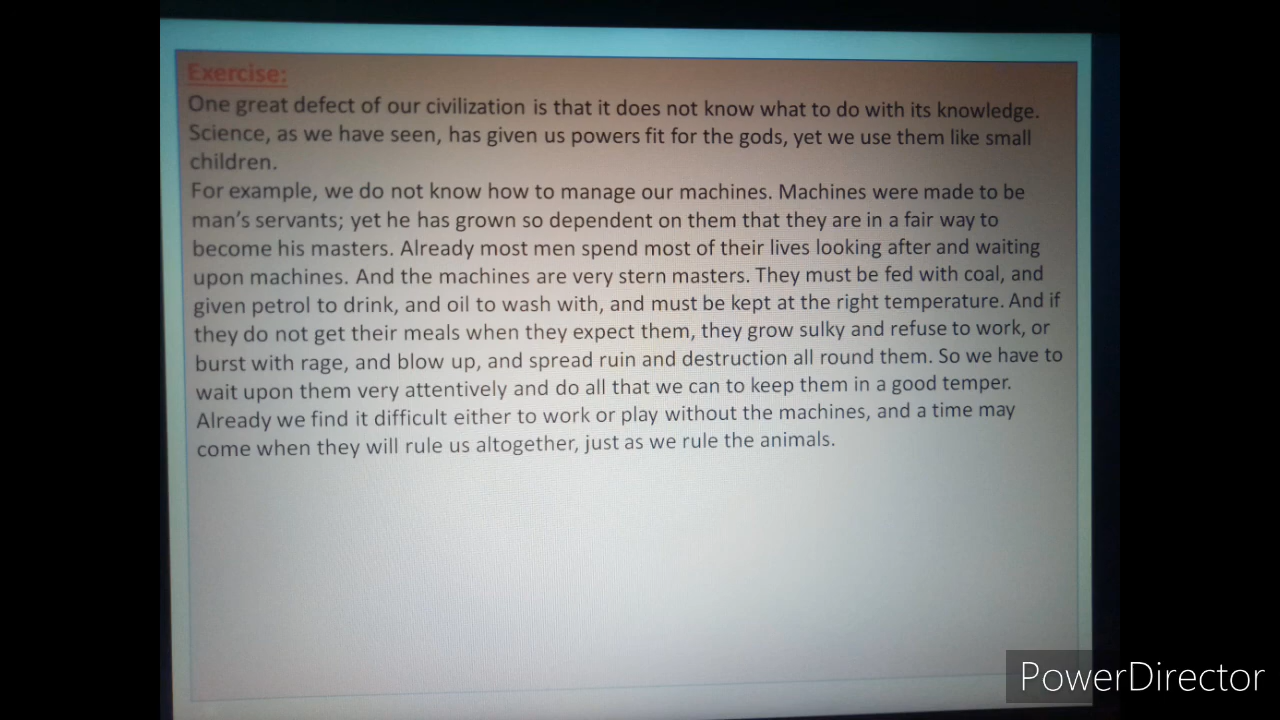 Exercise:
One great defect of our civilization is that it does not know what to do with its knowledge.
Science, as we have seen, has given us powers fit for the gods, yet we use them like small
children.
For example, we do not know how to manage our machines. Machines were made to be
man’s servants; yet he has grown so dependent on them that they are in a fair way to
become his masters. Already most men spend most of their lives looking after and waiting
upon machines. And the machines are very stern masters. They must be fed with coal, and
given petrol to drink, and oil to wash with, and must be kept at the right temperature. And if
they do not get their meals when they expect them, they grow sulky and refuse to work, or
burst with rage, and blow up, and spread ruin and destruction all round them. So we have to
wait upon them very attentively and do all that we can to keep them in a good temper.
Already we find it difficult either to work or play without the machines, and a time may
come when they will rule us altogether, just as we rule the animals.
PowerDirector